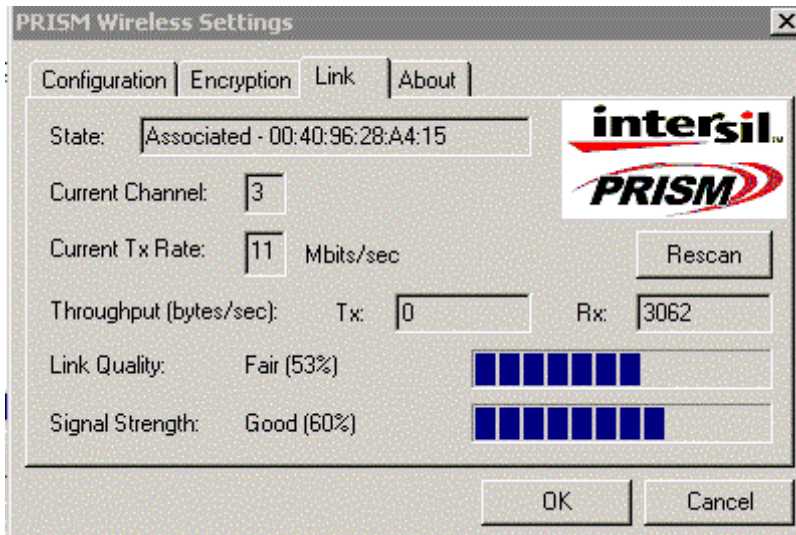 PRISM Wireless Settings
Configuration Encryption Link About
State: Associated - 00:40:96:28:A4:15
intersil™
PRISM
Current Channel: 3
Current Tx Rate: 11 Mbits/sec
Rescan
Throughput (bytes/sec): Tx: 0 Rx: 3062
Link Quality: Fair (53%)
Signal Strength: Good (60%)
OK Cancel